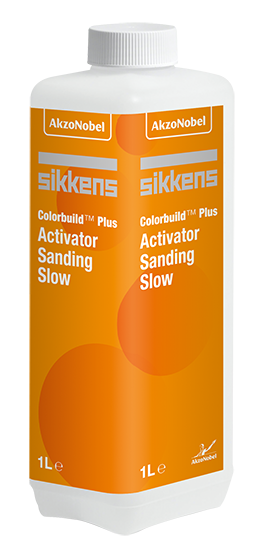 AkzoNobel
sikkens
Colorbuild™ Plus
Activator
Sanding
Slow
1L ℮
AkzoNobel
sikkens
Colorbuild™ Plus
Activator
Sanding
Slow
1L ℮
AkzoNobel